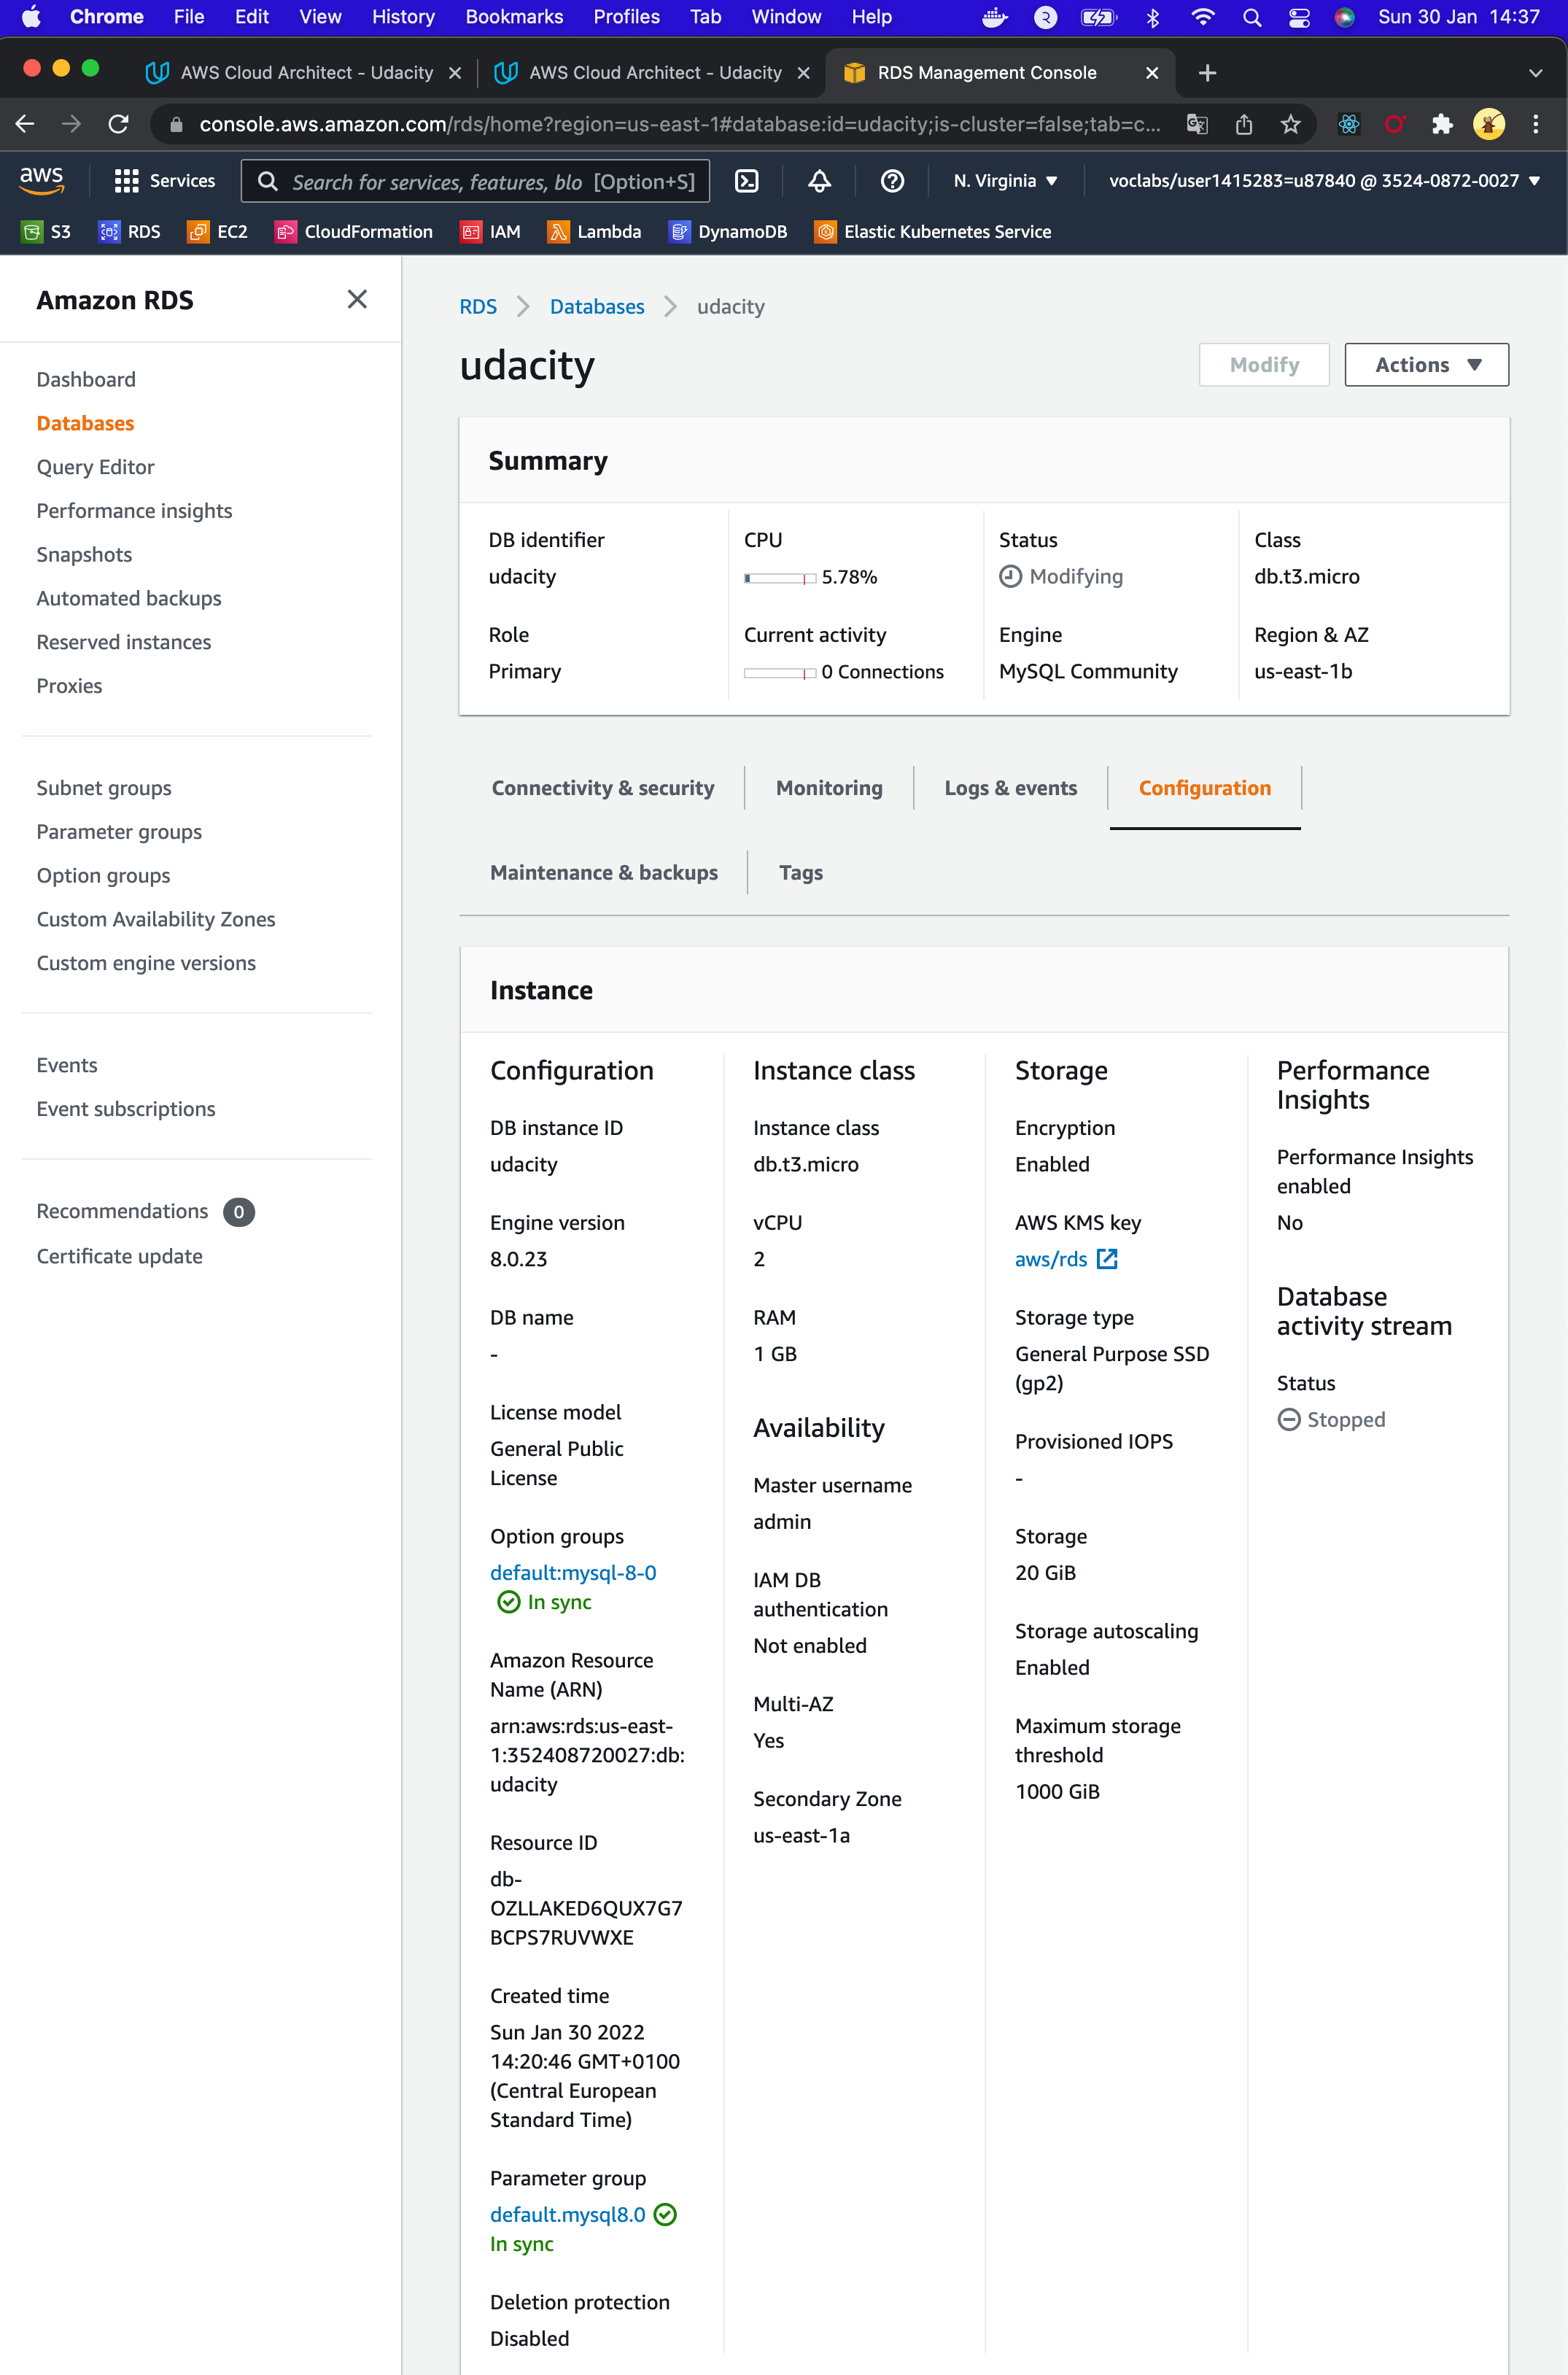 Chrome File Edit View History Bookmarks Profiles Tab Window Help Sun 30 Jan 14:37
AWS Cloud Architect - Udacity AWS Cloud Architect - Udacity RDS Management Console
console.aws.amazon.com/rds/home?region=us-east-1#database:id=udacity;is-cluster=false;tab=c...
aws Services Search for services, features, blo [Option+S] N. Virginia voclabs/user1415283=u87840 @ 3524-0872-0027
S3 RDS EC2 CloudFormation IAM Lambda DynamoDB Elastic Kubernetes Service
Amazon RDS
Dashboard
Databases
Query Editor
Performance insights
Snapshots
Automated backups
Reserved instances
Proxies
Subnet groups
Parameter groups
Option groups
Custom Availability Zones
Custom engine versions
Events
Event subscriptions
Recommendations 0
Certificate update
RDS Databases udacity
udacity
Modify Actions
Summary
DB identifier
udacity
CPU
5.78%
Status
Modifying
Class
db.t3.micro
Role
Primary
Current activity
0 Connections
Engine
MySQL Community
Region & AZ
us-east-1b
Connectivity & security Monitoring Logs & events Configuration
Maintenance & backups Tags
Instance
Configuration
DB instance ID
udacity
Engine version
8.0.23
DB name
-
License model
General Public
License
Option groups
default:mysql-8-0
In sync
Amazon Resource
Name (ARN)
arn:aws:rds:us-east-
1:352408720027:db:
udacity
Resource ID
db-
OZLLAKED6QUX7G7
BCPS7RUVWXE
Created time
Sun Jan 30 2022
14:20:46 GMT+0100
(Central European
Standard Time)
Parameter group
default.mysql8.0
In sync
Deletion protection
Disabled
Instance class
Instance class
db.t3.micro
vCPU
2
RAM
1 GB
Availability
Master username
admin
IAM DB
authentication
Not enabled
Multi-AZ
Yes
Secondary Zone
us-east-1a
Storage
Encryption
Enabled
AWS KMS key
aws/rds
Storage type
General Purpose SSD
(gp2)
Provisioned IOPS
-
Storage
20 GiB
Storage autoscaling
Enabled
Maximum storage
threshold
1000 GiB
Performance
Insights
Performance Insights
enabled
No
Database
activity stream
Status
Stopped